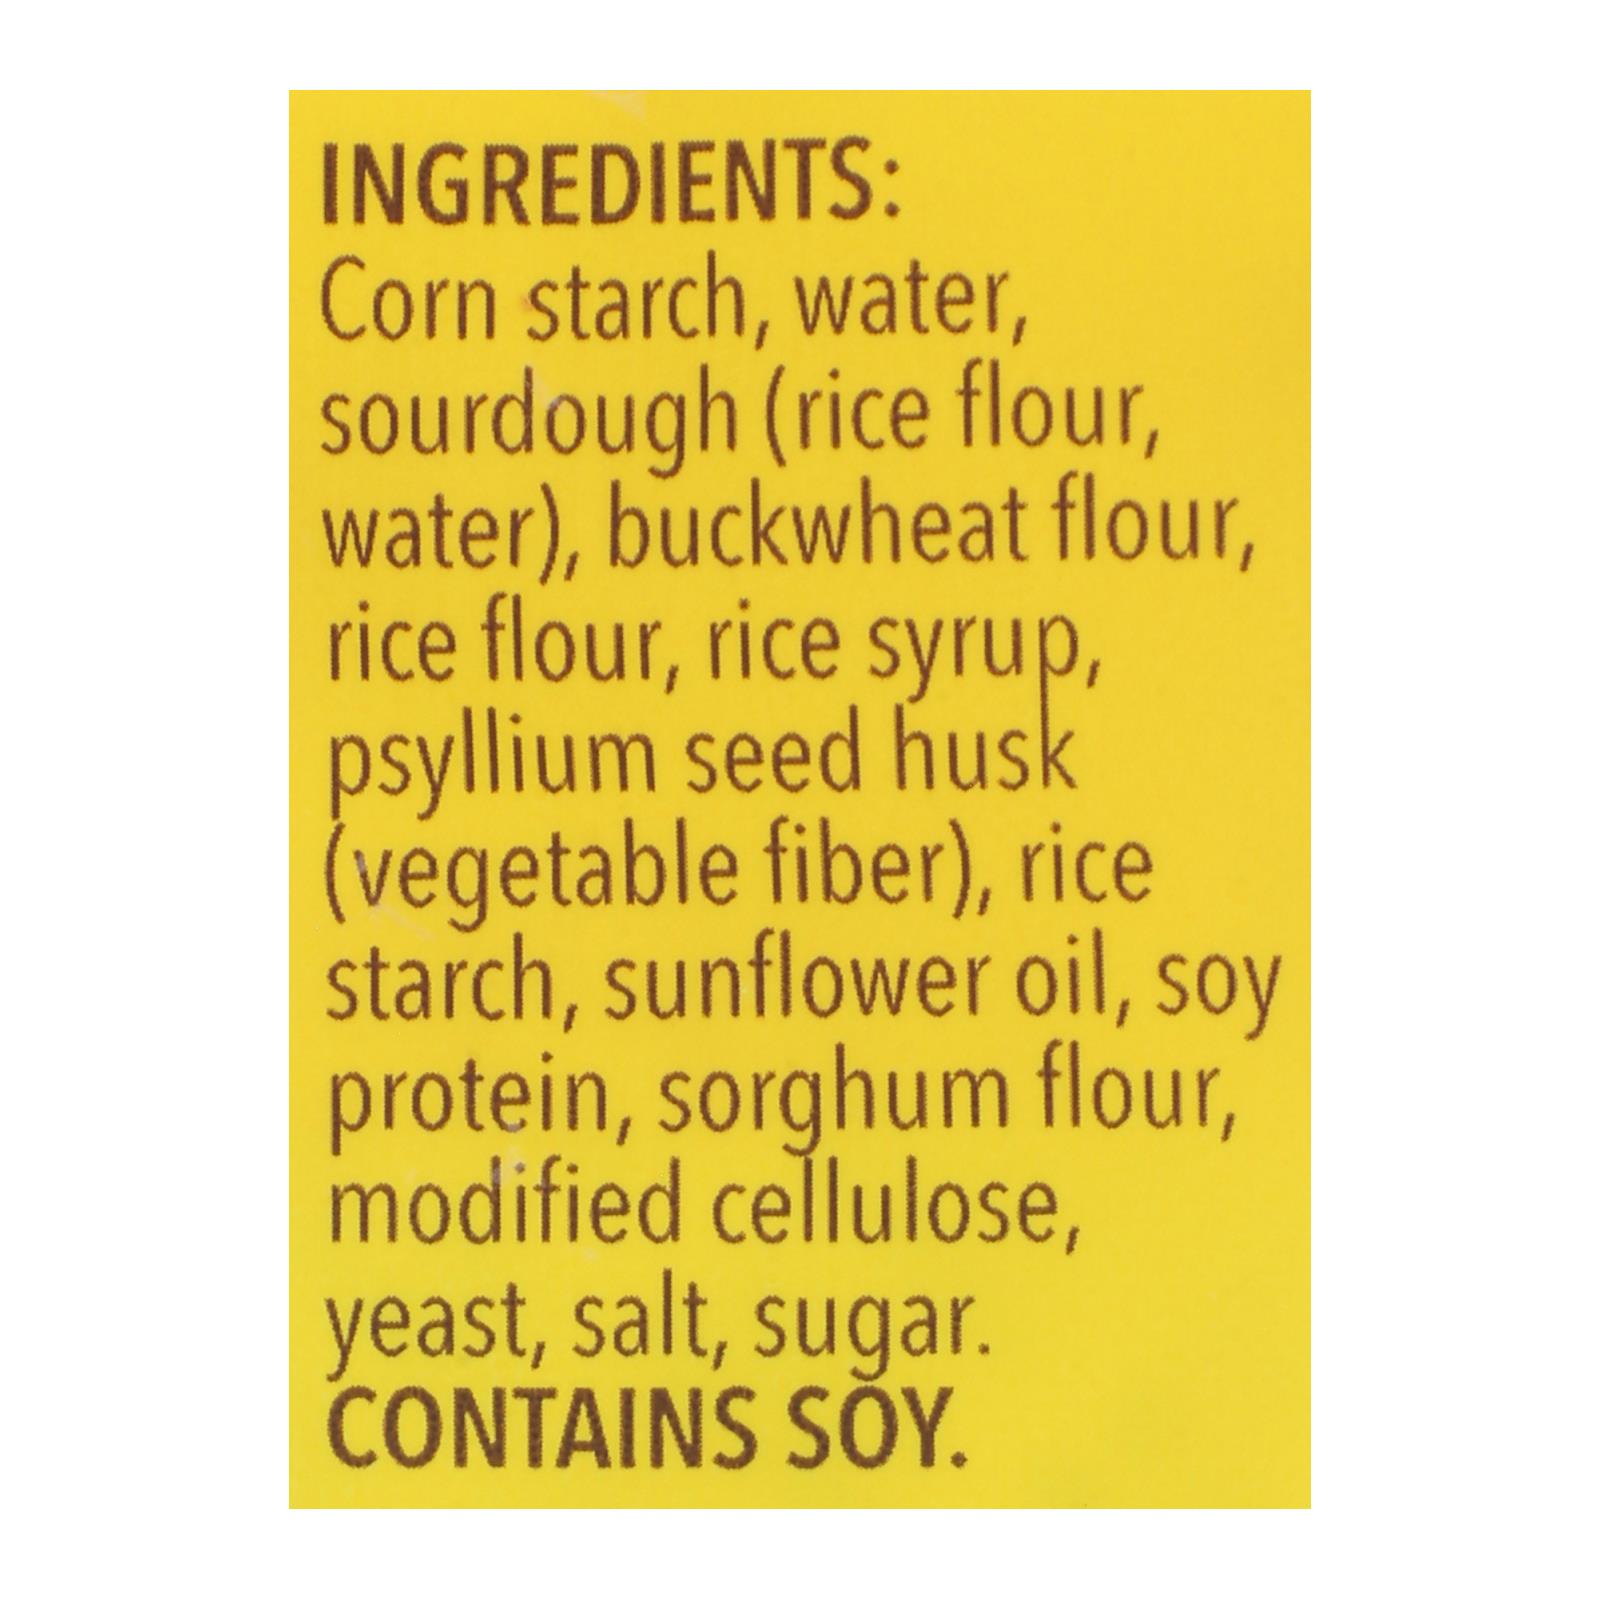 INGREDIENTS:
Corn starch, water,
sourdough (rice flour,
water), buckwheat flour,
rice flour, rice syrup,
psyllium seed husk
(vegetable fiber), rice
starch, sunflower oil, soy
protein, sorghum flour,
modified cellulose,
yeast, salt, sugar.
CONTAINS SOY.